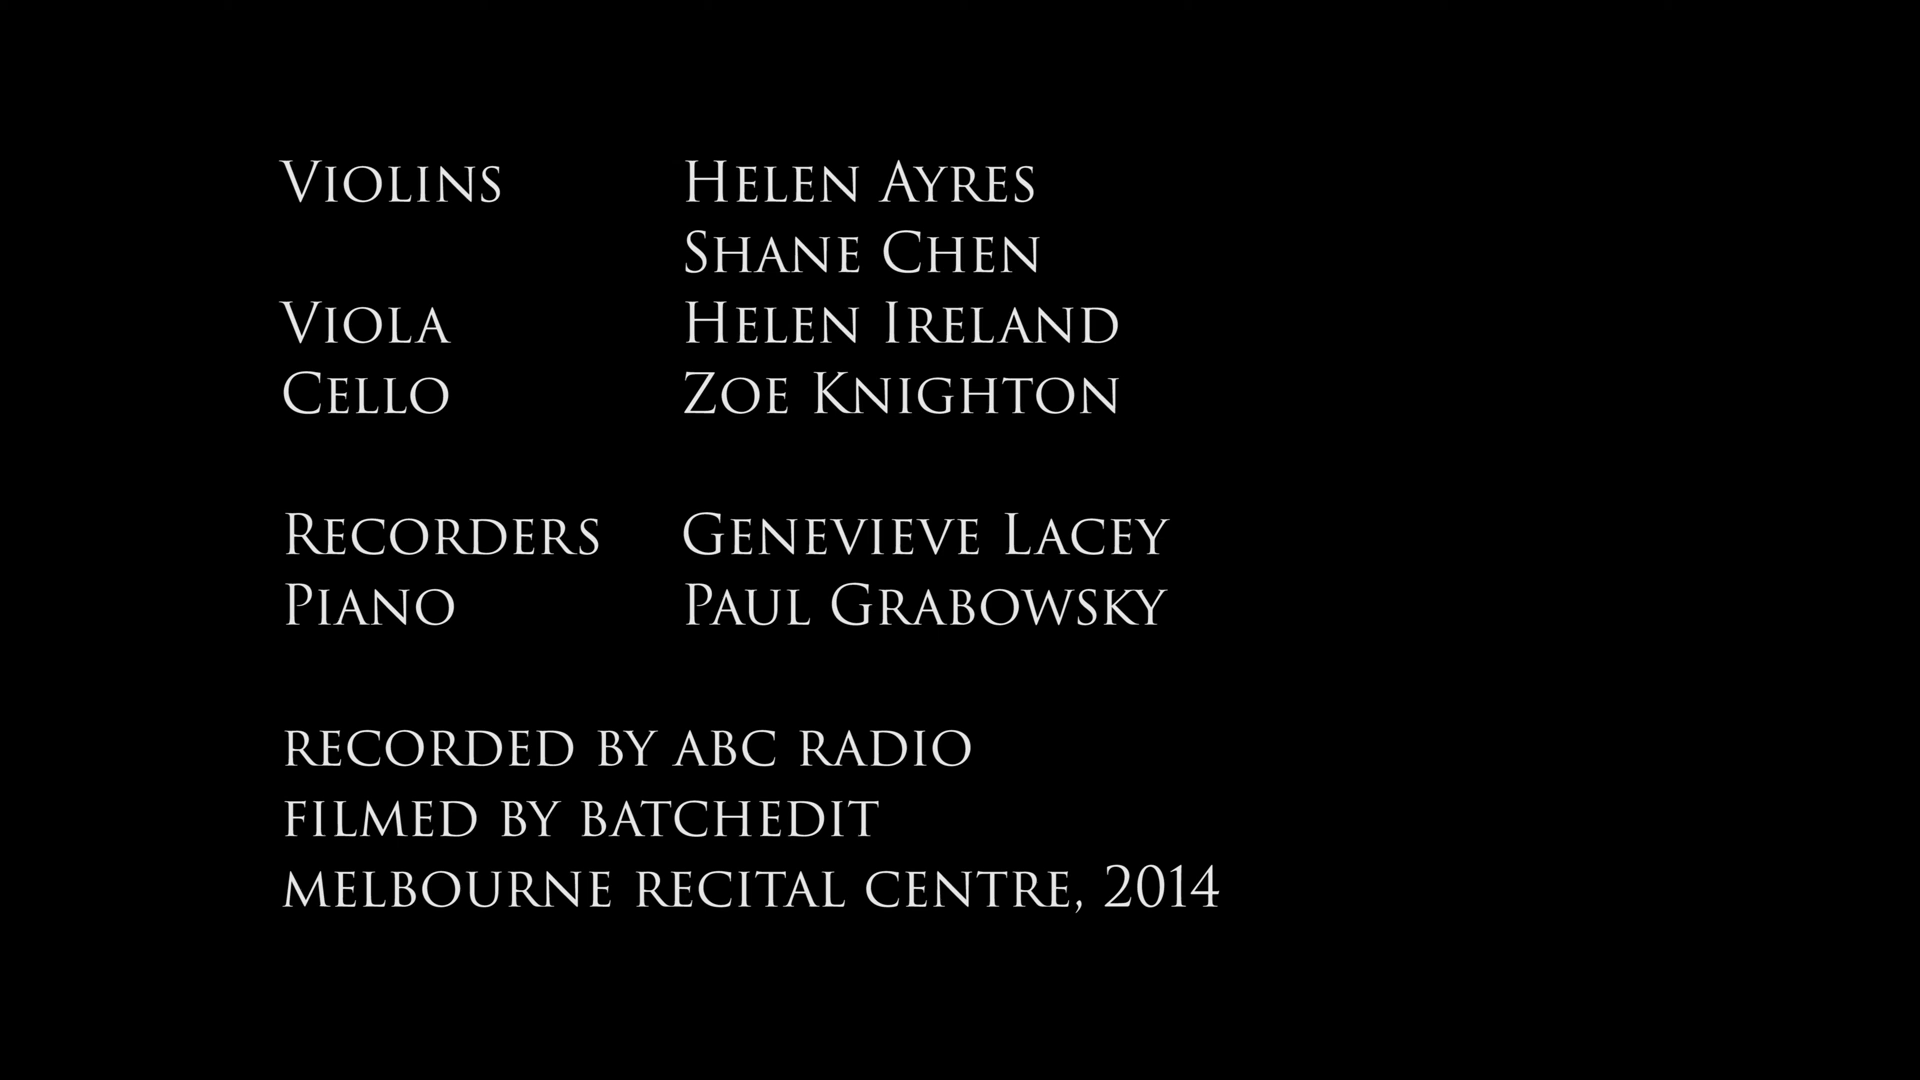 Violins Helen Ayres
Shane Chen
Viola Helen Ireland
Cello Zoe Knighton
Recorders Genevieve Lacey
Piano Paul Grabowsky
recorded by abc radio
filmed by batchedit
melbourne recital centre, 2014